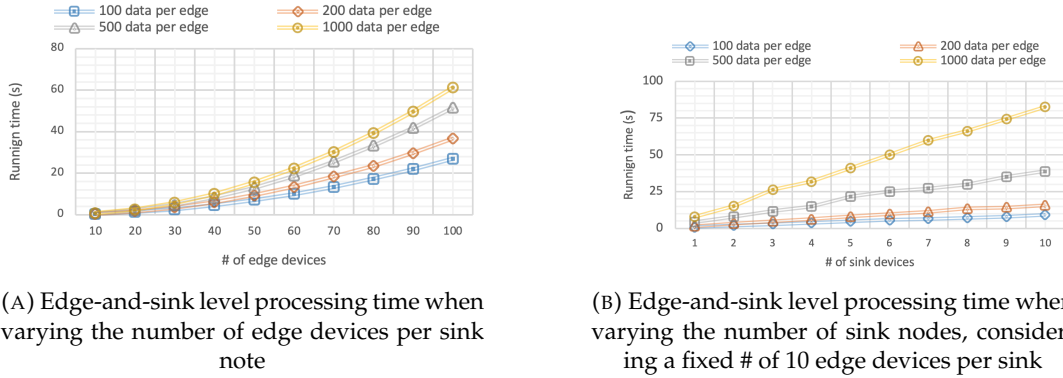 100 data per edge
200 data per edge
500 data per edge
1000 data per edge
80
60
40
20
0
Runnign time (s)
10 20 30 40 50 60 70 80 90 100
# of edge devices
(A) Edge-and-sink level processing time when
varying the number of edge devices per sink
note
100 data per edge
200 data per edge
500 data per edge
1000 data per edge
100
75
50
25
0
Runnign time (s)
1 2 3 4 5 6 7 8 9 10
# of sink devices
(B) Edge-and-sink level processing time when
varying the number of sink nodes, consider-
ing a fixed # of 10 edge devices per sink